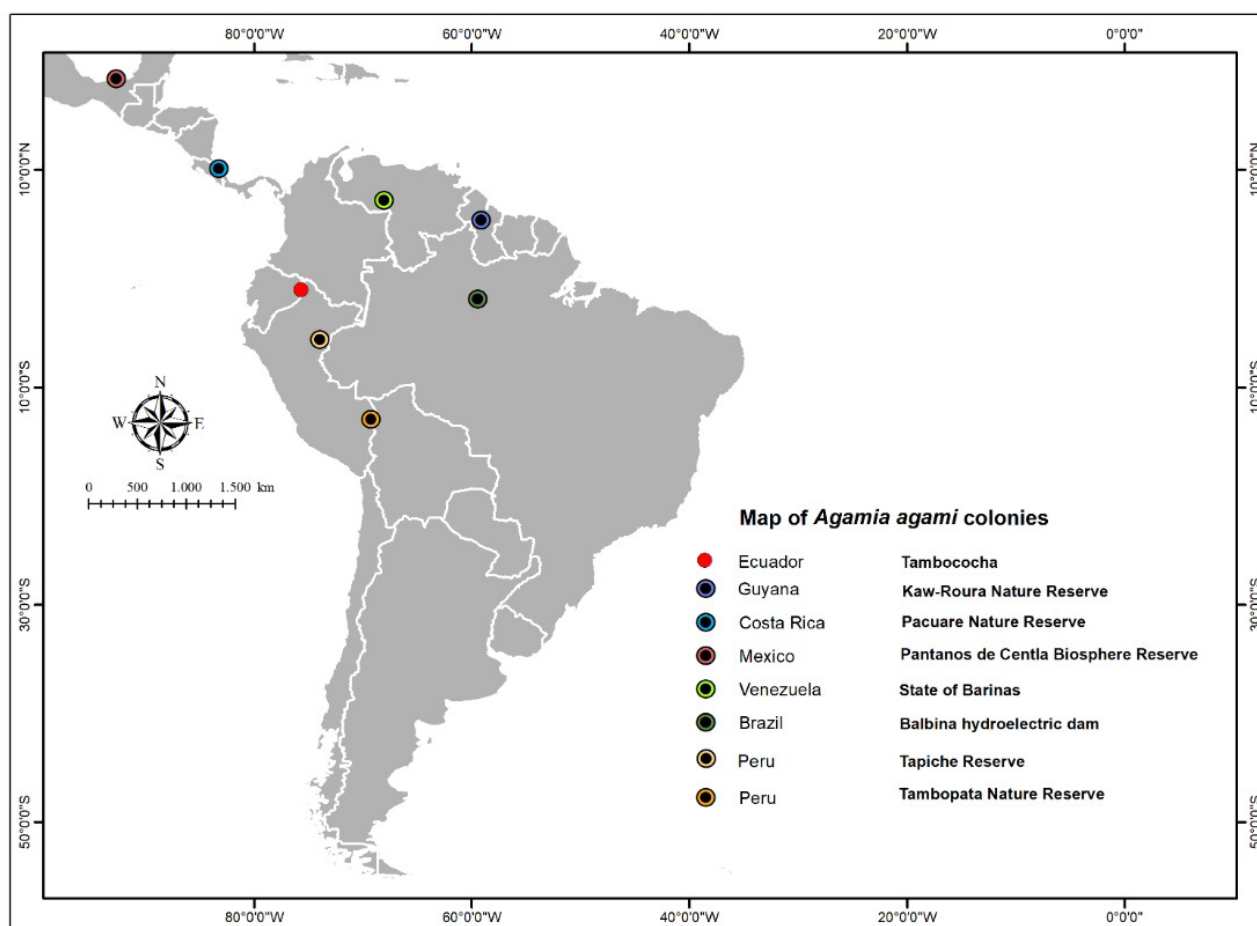 80°0'0"W 60°0'0"W 40°0'0"W 20°0'0"W 0°0'0"
10°0'0"N 10°0'0"N
10°0'0"S 10°0'0"S
N
W E
S
0 500 1.000 1.500 km
Map of Agamia agami colonies
Ecuador Tambococha
Guyana Kaw-Roura Nature Reserve
30°0'0"S 30°0'0"S
Costa Rica Pacuare Nature Reserve
Mexico Pantanos de Centla Biosphere Reserve
Venezuela State of Barinas
Brazil Balbina hydroelectric dam
Peru Tapiche Reserve
Peru Tambopata Nature Reserve
50°0'0"S 50°0'0"S
80°0'0"W 60°0'0"W 40°0'0"W 20°0'0"W 0°0'0"